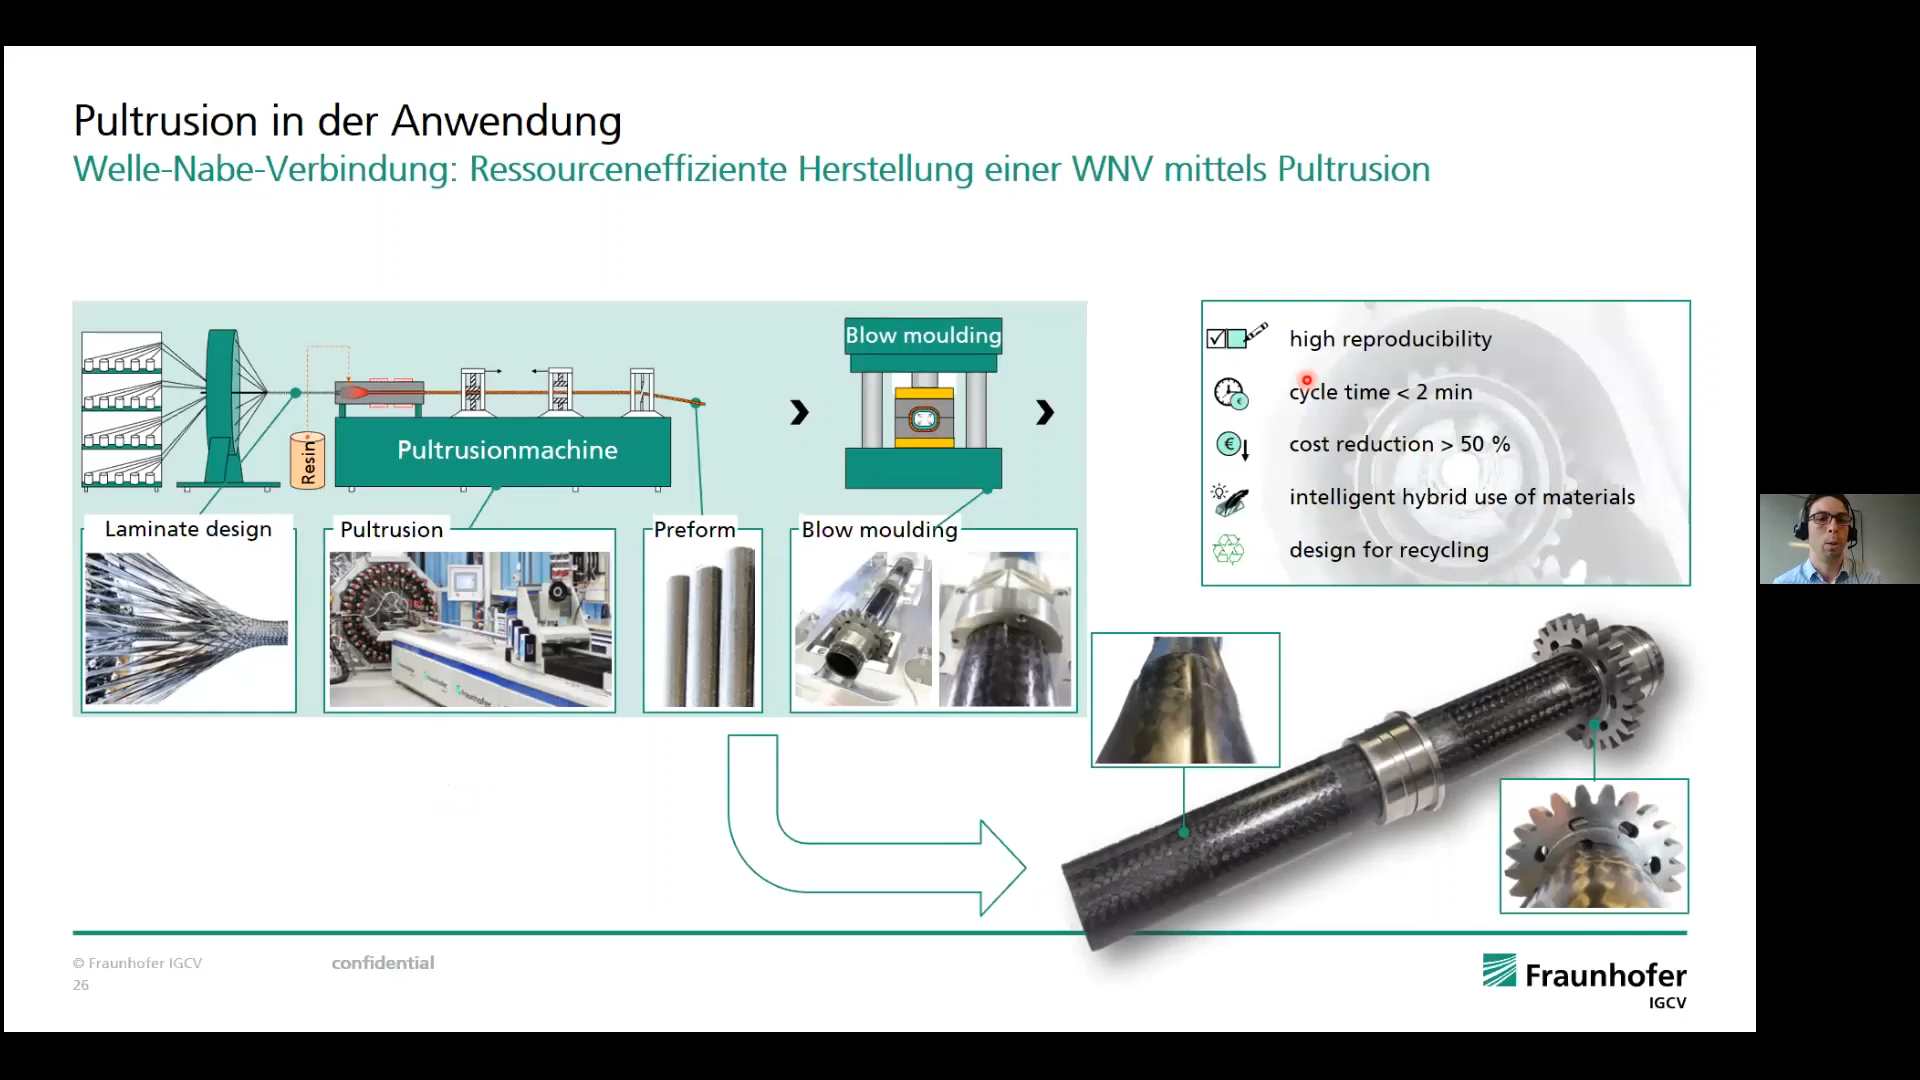 Pultrusion in der Anwendung
Welle-Nabe-Verbindung: Ressourceneffiziente Herstellung einer WNV mittels Pultrusion
Resin
Pultrusionmachine
Blow moulding
Laminate design
Pultrusion
Preform
Blow moulding
high reproducibility
cycle time < 2 min
cost reduction > 50 %
intelligent hybrid use of materials
design for recycling
© Fraunhofer IGCV
confidential
26
Fraunhofer
IGCV